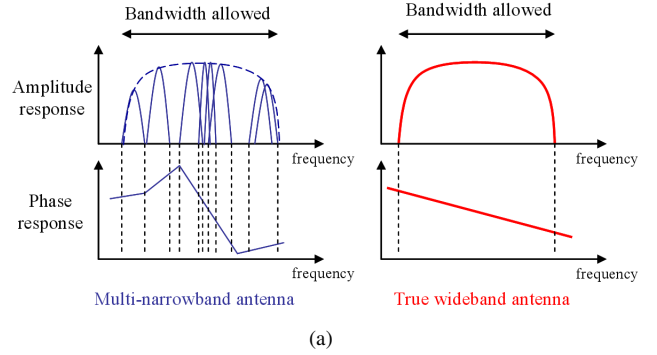 Bandwidth allowed
Bandwidth allowed
Amplitude
response
frequency
frequency
Phase
response
frequency
frequency
Multi-narrowband antenna
True wideband antenna
(a)